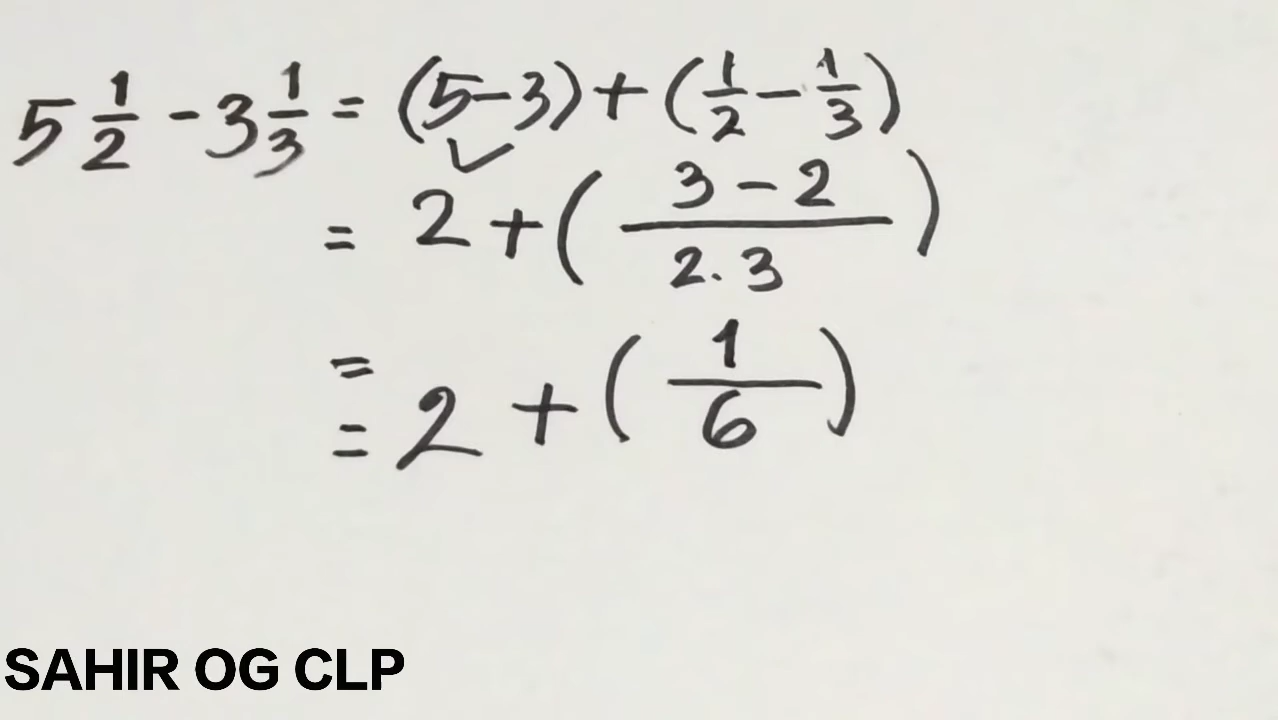 5 1/2 - 3 1/3 = (5-3) + (1/2 - 1/3)
= 2 + ( (3 - 2) / (2 . 3) )
=
= 2 + ( 1/6 )
SAHIR OG CLP